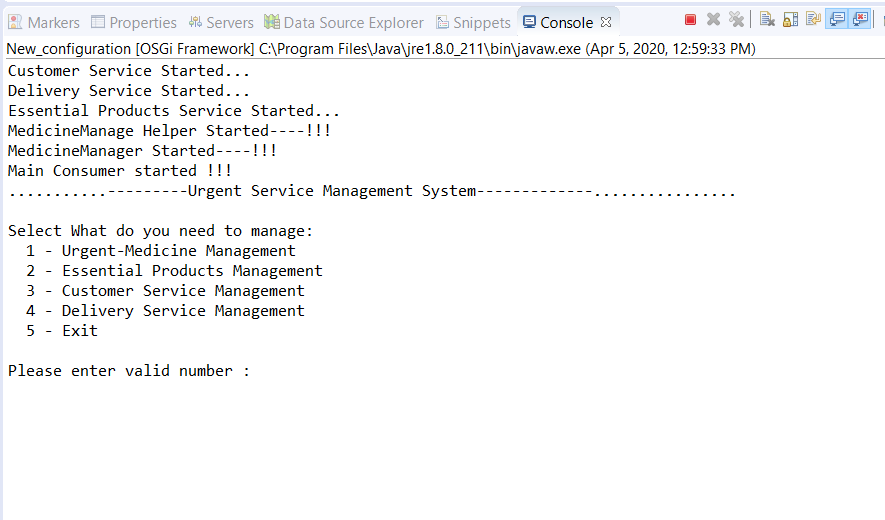 Markers Properties Servers Data Source Explorer Snippets Console
New_configuration [OSGi Framework] C:\Program Files\Java\jre1.8.0_211\bin\javaw.exe (Apr 5, 2020, 12:59:33 PM)
Customer Service Started...
Delivery Service Started...
Essential Products Service Started...
MedicineManage Helper Started----!!!
MedicineManager Started----!!!
Main Consumer started !!!
...........---------Urgent Service Management System-------------................
Select What do you need to manage:
1 - Urgent-Medicine Management
2 - Essential Products Management
3 - Customer Service Management
4 - Delivery Service Management
5 - Exit
Please enter valid number :